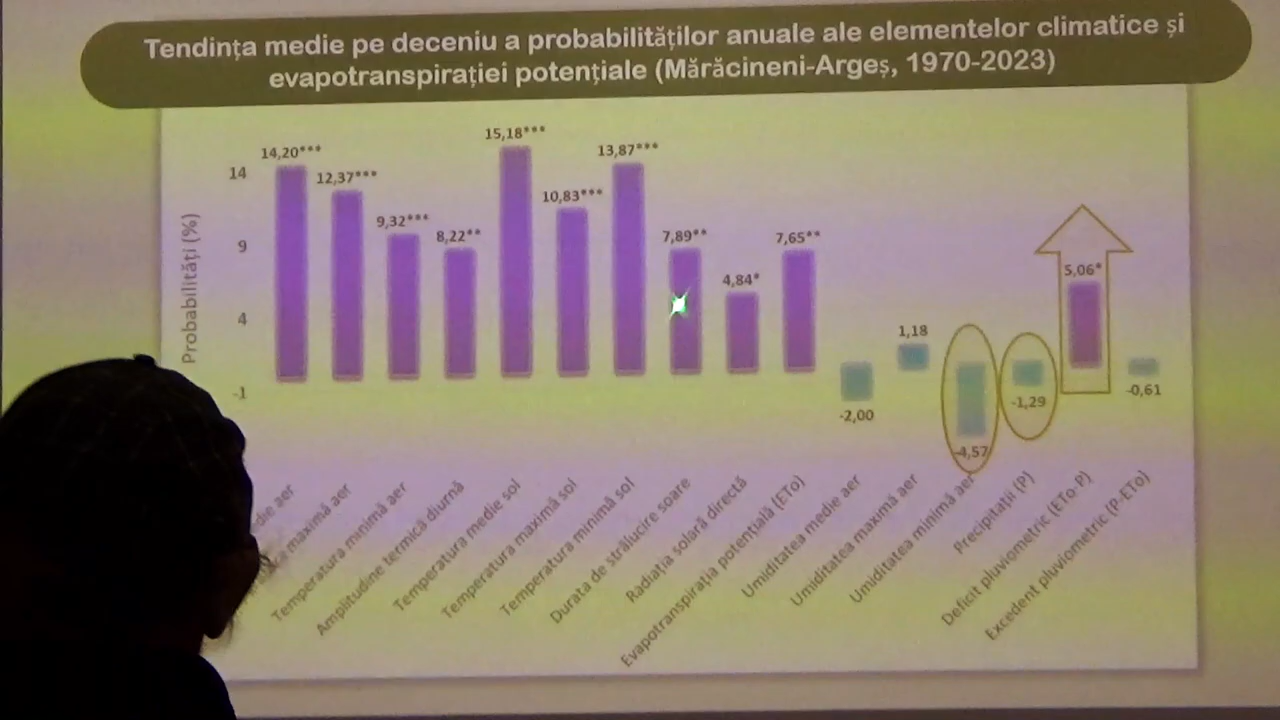 Tendința medie pe deceniu a probabilităților anuale ale elementelor climatice și
evapotranspirației potențiale (Mărăcineni-Argeș, 1970-2023)
Probabilități (%)
14
9
4
-1
14,20***
12,37***
9,32***
8,22**
15,18***
10,83***
13,87***
7,89**
4,84*
7,65**
-2,00
1,18
-4,57
-1,29
5,06*
-0,61
aer
maximă aer
Temperatura minimă aer
Amplitudine termică diurnă
Temperatura medie sol
Temperatura maximă sol
Temperatura minimă sol
Durata de strălucire soare
Radiația solară directă
Evapotranspirația potențială (ETo)
Umiditatea medie aer
Umiditatea maximă aer
Umiditatea minimă aer
Precipitații (P)
Deficit pluviometric (ETo-P)
Excedent pluviometric (P-ETo)